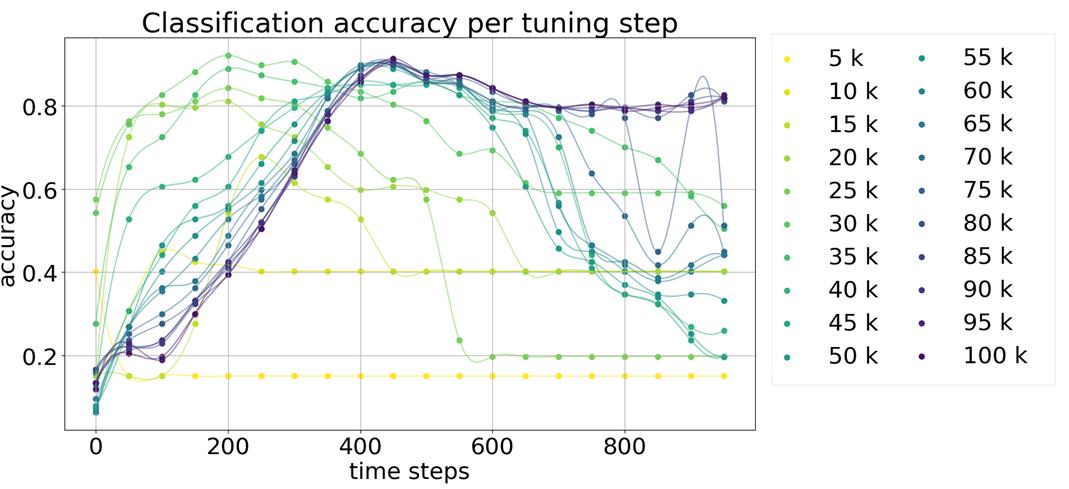 Classification accuracy per tuning step
accuracy
0.8
0.6
0.4
0.2
0 200 400 600 800
time steps
5 k
10 k
15 k
20 k
25 k
30 k
35 k
40 k
45 k
50 k
55 k
60 k
65 k
70 k
75 k
80 k
85 k
90 k
95 k
100 k